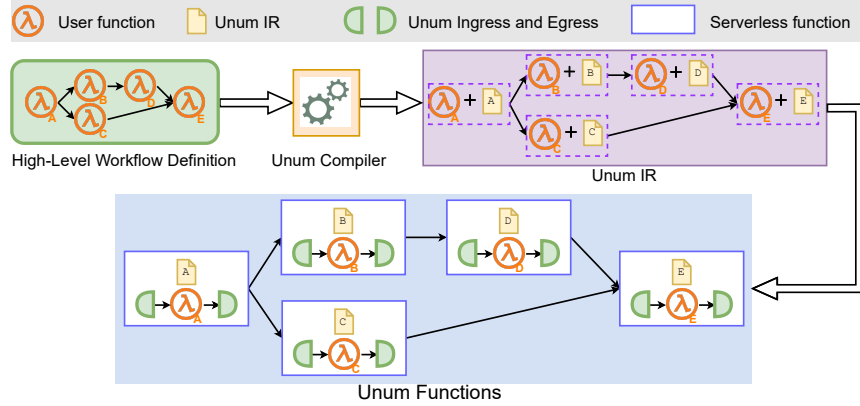 User function
Unum IR
Unum Ingress and Egress
Serverless function
λ A
λ B
λ C
λ D
λ E
High-Level Workflow Definition
Unum Compiler
λ A + A
λ B + B
λ D + D
λ C + C
λ E + E
Unum IR
A
λ A
B
λ B
D
λ D
C
λ C
E
λ E
Unum Functions